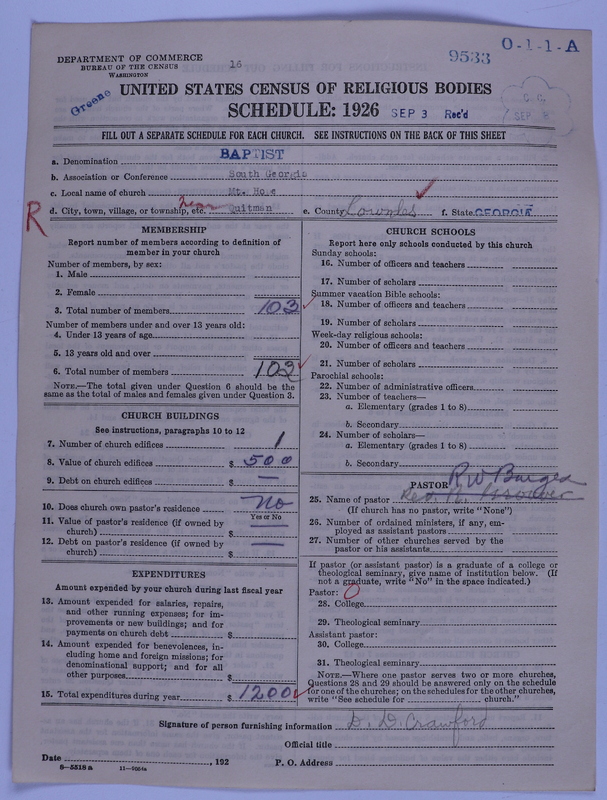 DEPARTMENT OF COMMERCE
BUREAU OF THE CENSUS
WASHINGTON
16
9533
O-1-1-A
Greene
UNITED STATES CENSUS OF RELIGIOUS BODIES
SCHEDULE: 1926
SEP 3 Rec'd
FILL OUT A SEPARATE SCHEDULE FOR EACH CHURCH. SEE INSTRUCTIONS ON THE BACK OF THIS SHEET
a. Denomination BAPTIST
b. Association or Conference South Georgia
c. Local name of church Mt. Hope
d. City, town, village, or township, etc. near Quitman e. County Lowndes f. State GEORGIA
R
MEMBERSHIP
Report number of members according to definition of member in your church
Number of members, by sex:
1. Male
2. Female
3. Total number of members 103
Number of members under and over 13 years old:
4. Under 13 years of age
5. 13 years old and over
6. Total number of members 103
NOTE.—The total given under Question 6 should be
same as the total of males and females given under Question 3.
CHURCH BUILDINGS
See instructions, paragraphs 10 to 12
7. Number of church edifices 1
8. Value of church edifices $ 500
9. Debt on church edifices $ —
10. Does church own pastor's residence No
Yes or No
11. Value of pastor's residence (if owned by
church) $ —
12. Debt on pastor's residence (if owned by
church) $ —
EXPENDITURES
Amount expended by your church during last fiscal year
13. Amount expended for salaries, repairs,
and other running expenses; for im-
provements or new buildings; and for
payments on church debt $
14. Amount expended for benevolences, in-
cluding home and foreign missions; for
denominational support; and for all
other purposes $
15. Total expenditures during year $ 1200
CHURCH SCHOOLS
Report here only schools conducted by this church
Sunday schools:
16. Number of officers and teachers
17. Number of scholars
Summer vacation Bible schools:
18. Number of officers and teachers
19. Number of scholars
Week-day religious schools:
20. Number of officers and teachers
21. Number of scholars
Parochial schools:
22. Number of administrative officers
23. Number of teachers—
a. Elementary (grades 1 to 8)
b. Secondary
24. Number of scholars—
a. Elementary (grades 1 to 8)
b. Secondary
PASTOR R W
25. Name of pastor
(If church has no pastor, write "None")
26. Number of ordained ministers, if any, em-
ployed as assistant pastors
27. Number of other churches served by the
pastor or his assistants
If pastor (or assistant pastor) is a graduate of a college or
theological seminary, give name of institution below. (If
not a graduate, write "No" in the space indicated.)
Pastor: O
28. College
29. Theological seminary
Assistant pastor:
30. College
31. Theological seminary
NOTE.—Where one pastor serves two or more churches,
Questions 28 and 29 should be answered only on the schedule
for one of the churches; on the schedules for the other churches,
write "See schedule for church."
Signature of person furnishing information D. D. Crawford
Official title
Date , 192 P. O. Address
8—5518a 11—9554